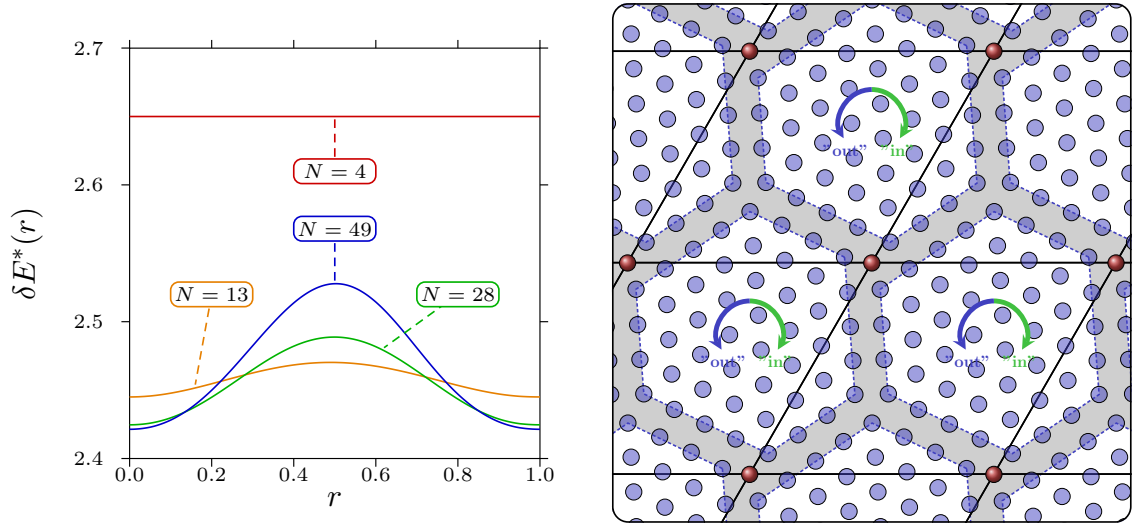 2.7
2.6
2.5
2.4
0.0 0.2 0.4 0.6 0.8 1.0
r
δE*(r)
N = 4
N = 49
N = 13
N = 28
"out" "in"
"out" "in"
"out" "in"